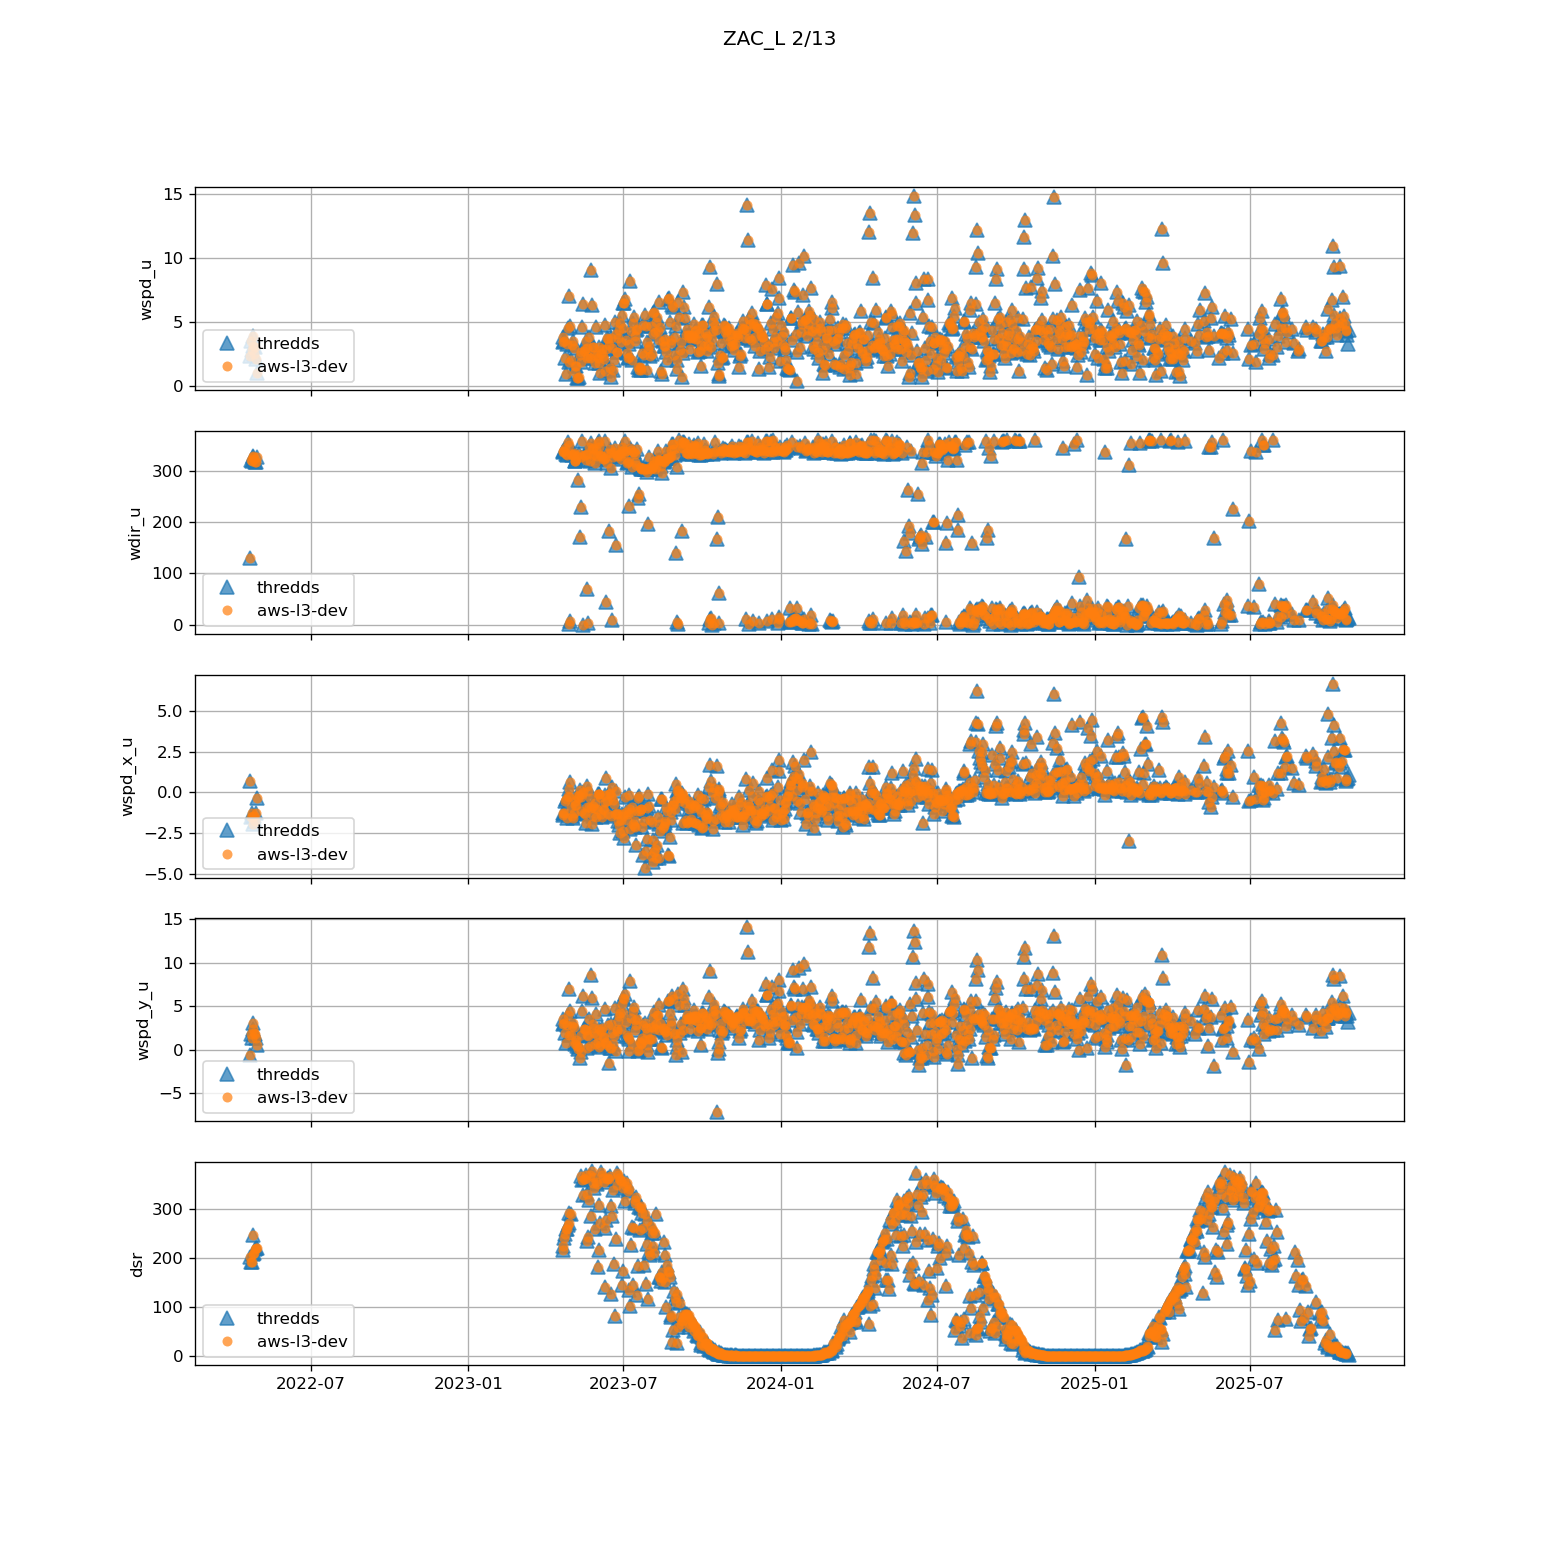 ZAC_L 2/13
15
10
5
0
wspd_u
thredds
aws-l3-dev
300
200
100
0
wdir_u
thredds
aws-l3-dev
5.0
2.5
0.0
−2.5
−5.0
wspd_x_u
thredds
aws-l3-dev
15
10
5
0
−5
wspd_y_u
thredds
aws-l3-dev
300
200
100
0
dsr
thredds
aws-l3-dev
2022-07 2023-01 2023-07 2024-01 2024-07 2025-01 2025-07